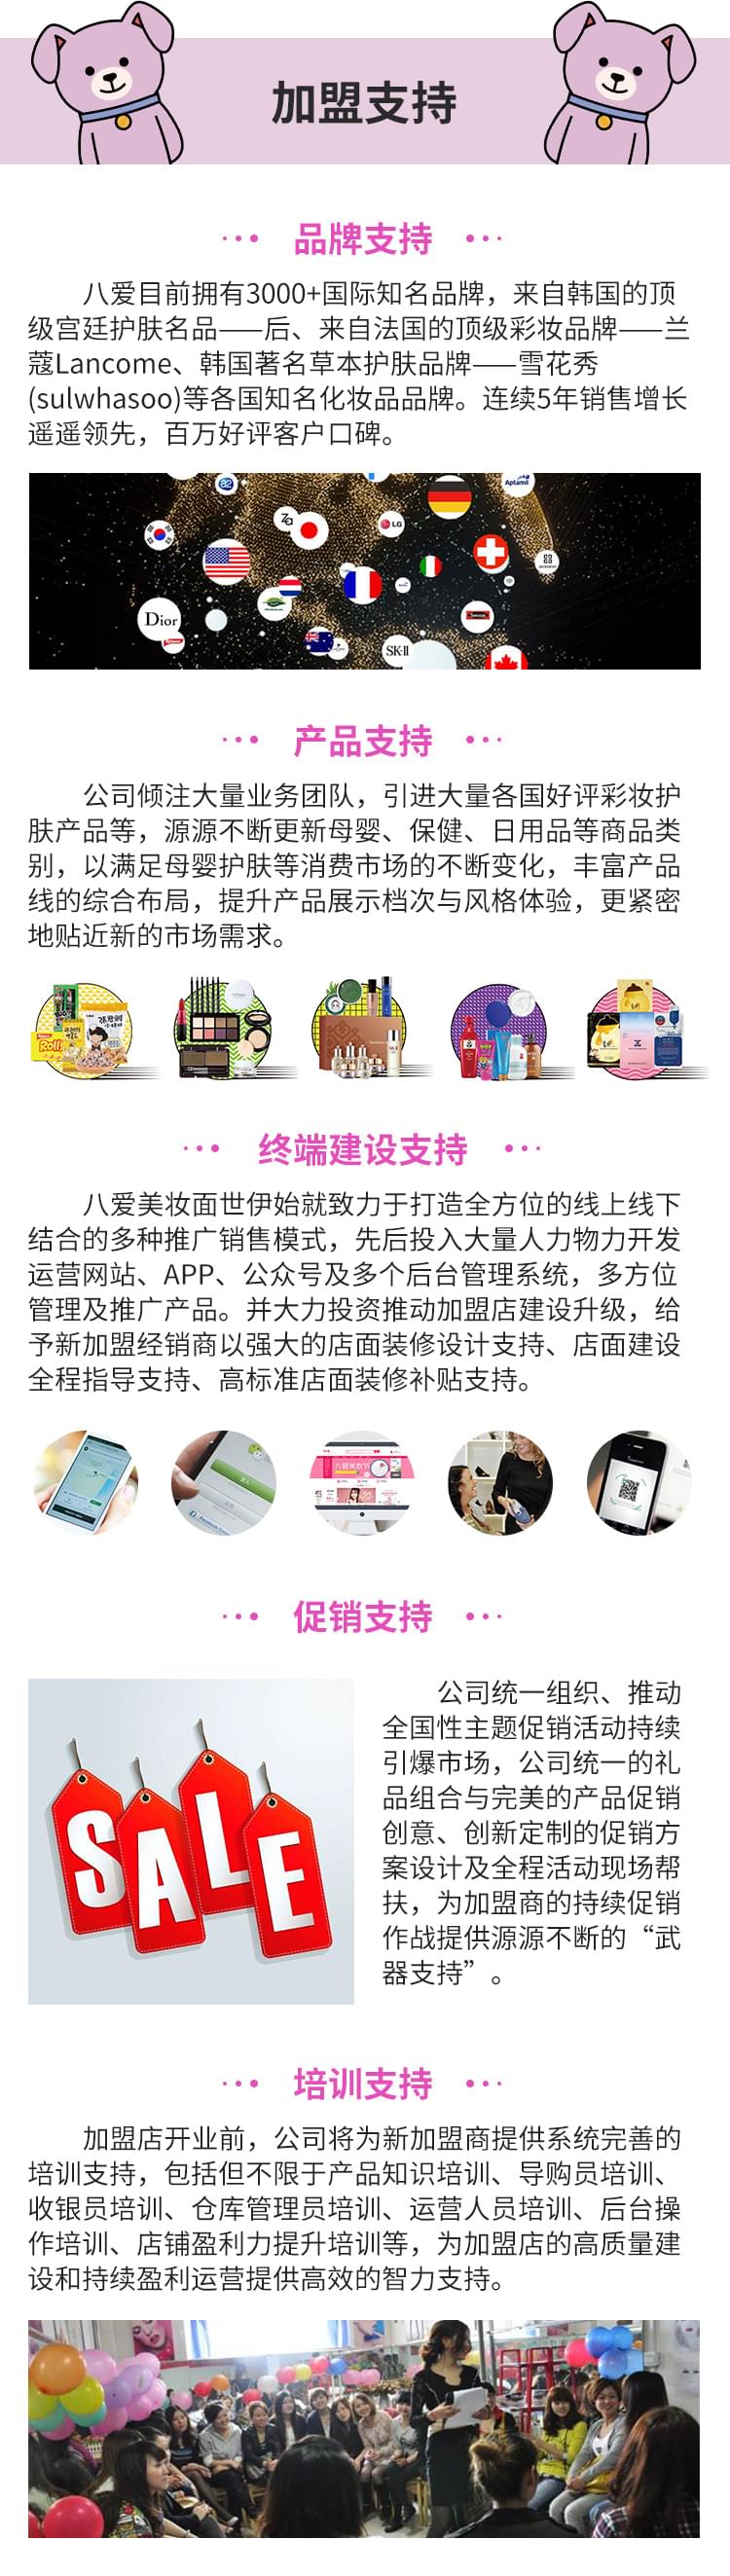 加盟支持
品牌支持
八爱目前拥有3000+国际知名品牌，来自韩国的顶
级宫廷护肤名品——后、来自法国的顶级彩妆品牌——兰
蔻Lancome、韩国著名草本护肤品牌——雪花秀
(sulwhasoo)等各国知名化妆品品牌。连续5年销售增长
遥遥领先，百万好评客户口碑。
a2
Aptamil
Za
LG
Dior
SK-II
产品支持
公司倾注大量业务团队，引进大量各国好评彩妆护
肤产品等，源源不断更新母婴、保健、日用品等商品类
别，以满足母婴护肤等消费市场的不断变化，丰富产品
线的综合布局，提升产品展示档次与风格体验，更紧密
地贴近新的市场需求。
终端建设支持
八爱美妆面世伊始就致力于打造全方位的线上线下
结合的多种推广销售模式，先后投入大量人力物力开发
运营网站、APP、公众号及多个后台管理系统，多方位
管理及推广产品。并大力投资推动加盟店建设升级，给
予新加盟经销商以强大的店面装修设计支持、店面建设
全程指导支持、高标准店面装修补贴支持。
促销支持
SALE
公司统一组织、推动
全国性主题促销活动持续
引爆市场，公司统一的礼
品组合与完美的产品促销
创意、创新定制的促销方
案设计及全程活动现场帮
扶，为加盟商的持续促销
作战提供源源不断的“武
器支持”。
培训支持
加盟店开业前，公司将为新加盟商提供系统完善的
培训支持，包括但不限于产品知识培训、导购员培训、
收银员培训、仓库管理员培训、运营人员培训、后台操
作培训、店铺盈利力提升培训等，为加盟店的高质量建
设和持续盈利运营提供高效的智力支持。